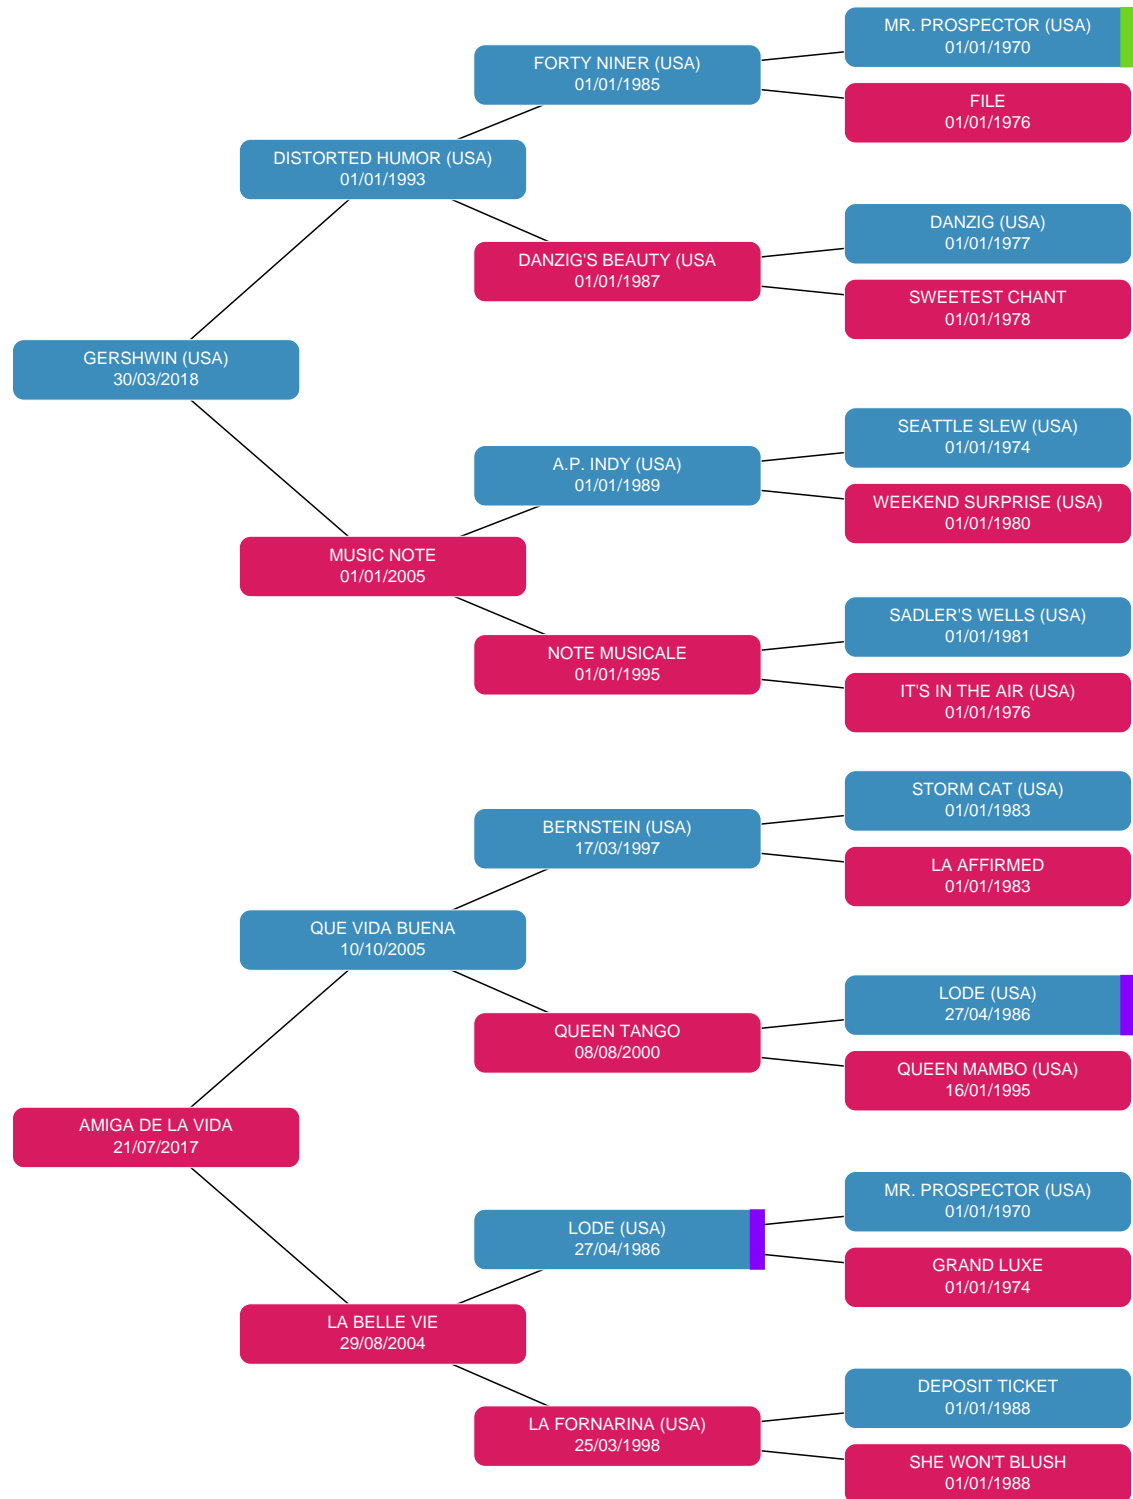 MR. PROSPECTOR (USA)
01/01/1970
FORTY NINER (USA)
01/01/1985
FILE
01/01/1976
DISTORTED HUMOR (USA)
01/01/1993
DANZIG (USA)
01/01/1977
DANZIG'S BEAUTY (USA
01/01/1987
SWEETEST CHANT
01/01/1978
GERSHWIN (USA)
30/03/2018
SEATTLE SLEW (USA)
01/01/1974
A.P. INDY (USA)
01/01/1989
WEEKEND SURPRISE (USA)
01/01/1980
MUSIC NOTE
01/01/2005
SADLER'S WELLS (USA)
01/01/1981
NOTE MUSICALE
01/01/1995
IT'S IN THE AIR (USA)
01/01/1976
STORM CAT (USA)
01/01/1983
BERNSTEIN (USA)
17/03/1997
LA AFFIRMED
01/01/1983
QUE VIDA BUENA
10/10/2005
LODE (USA)
27/04/1986
QUEEN TANGO
08/08/2000
QUEEN MAMBO (USA)
16/01/1995
AMIGA DE LA VIDA
21/07/2017
MR. PROSPECTOR (USA)
01/01/1970
LODE (USA)
27/04/1986
GRAND LUXE
01/01/1974
LA BELLE VIE
29/08/2004
DEPOSIT TICKET
01/01/1988
LA FORNARINA (USA)
25/03/1998
SHE WON'T BLUSH
01/01/1988